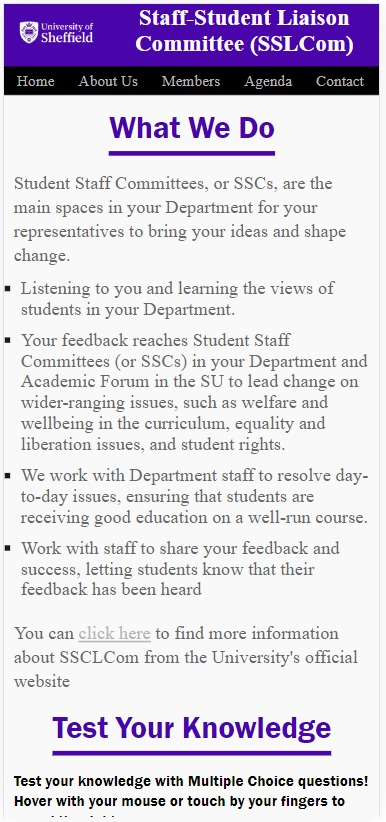 University of
Sheffield
Staff-Student Liaison
Committee (SSLCom)
Home About Us Members Agenda Contact
What We Do
Student Staff Committees, or SSCs, are the
main spaces in your Department for your
representatives to bring your ideas and shape
change.
Listening to you and learning the views of
students in your Department.
Your feedback reaches Student Staff
Committees (or SSCs) in your Department and
Academic Forum in the SU to lead change on
wider-ranging issues, such as welfare and
wellbeing in the curriculum, equality and
liberation issues, and student rights.
We work with Department staff to resolve day-
to-day issues, ensuring that students are
receiving good education on a well-run course.
Work with staff to share your feedback and
success, letting students know that their
feedback has been heard
You can click here to find more information
about SSCLCom from the University's official
website
Test Your Knowledge
Test your knowledge with Multiple Choice questions!
Hover with your mouse or touch by your fingers to